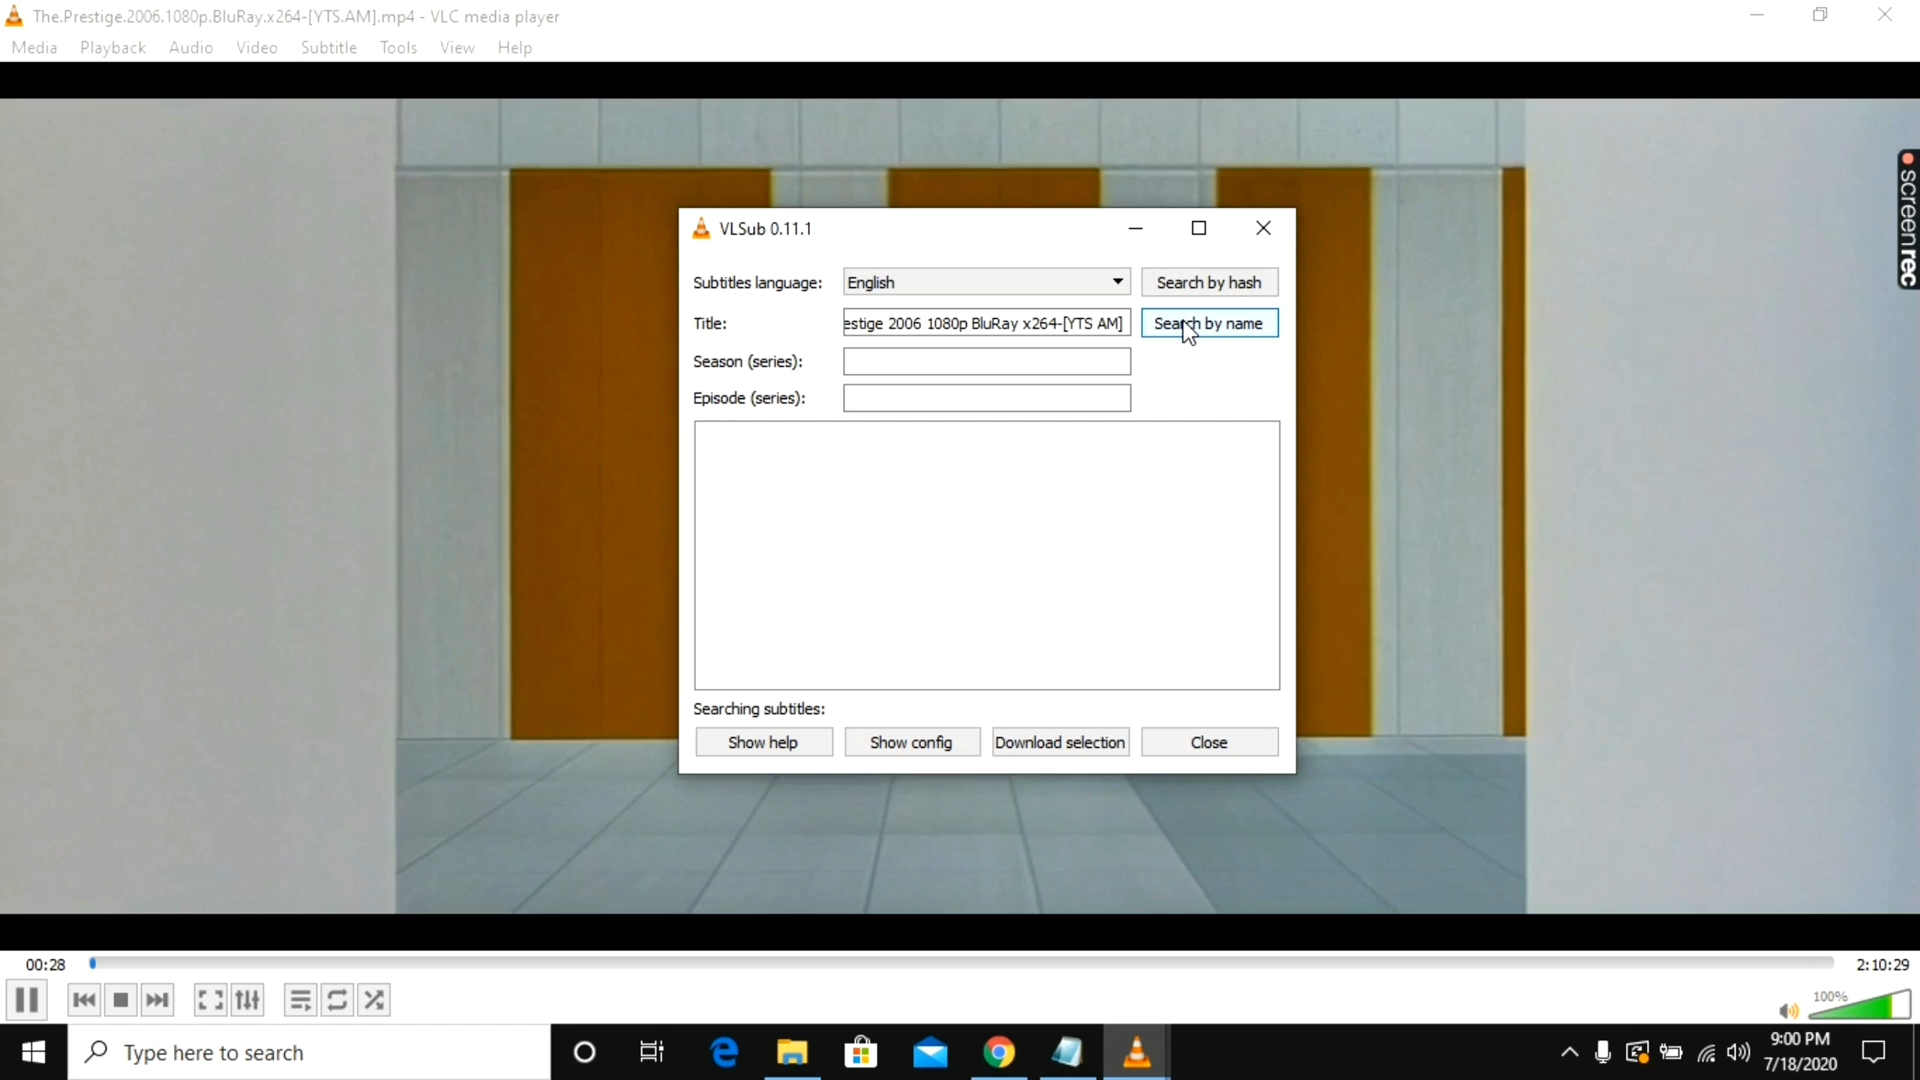 The.Prestige.2006.1080p.BluRay.x264-[YTS.AM].mp4 - VLC media player
Media Playback Audio Video Subtitle Tools View Help
screenrec
VLSub 0.11.1
Subtitles language: English Search by hash
Title: estige 2006 1080p BluRay x264-[YTS AM] Search by name
Season (series):
Episode (series):
Searching subtitles:
Show help Show config Download selection Close
00:28 2:10:29
100%
Type here to search
9:00 PM
7/18/2020